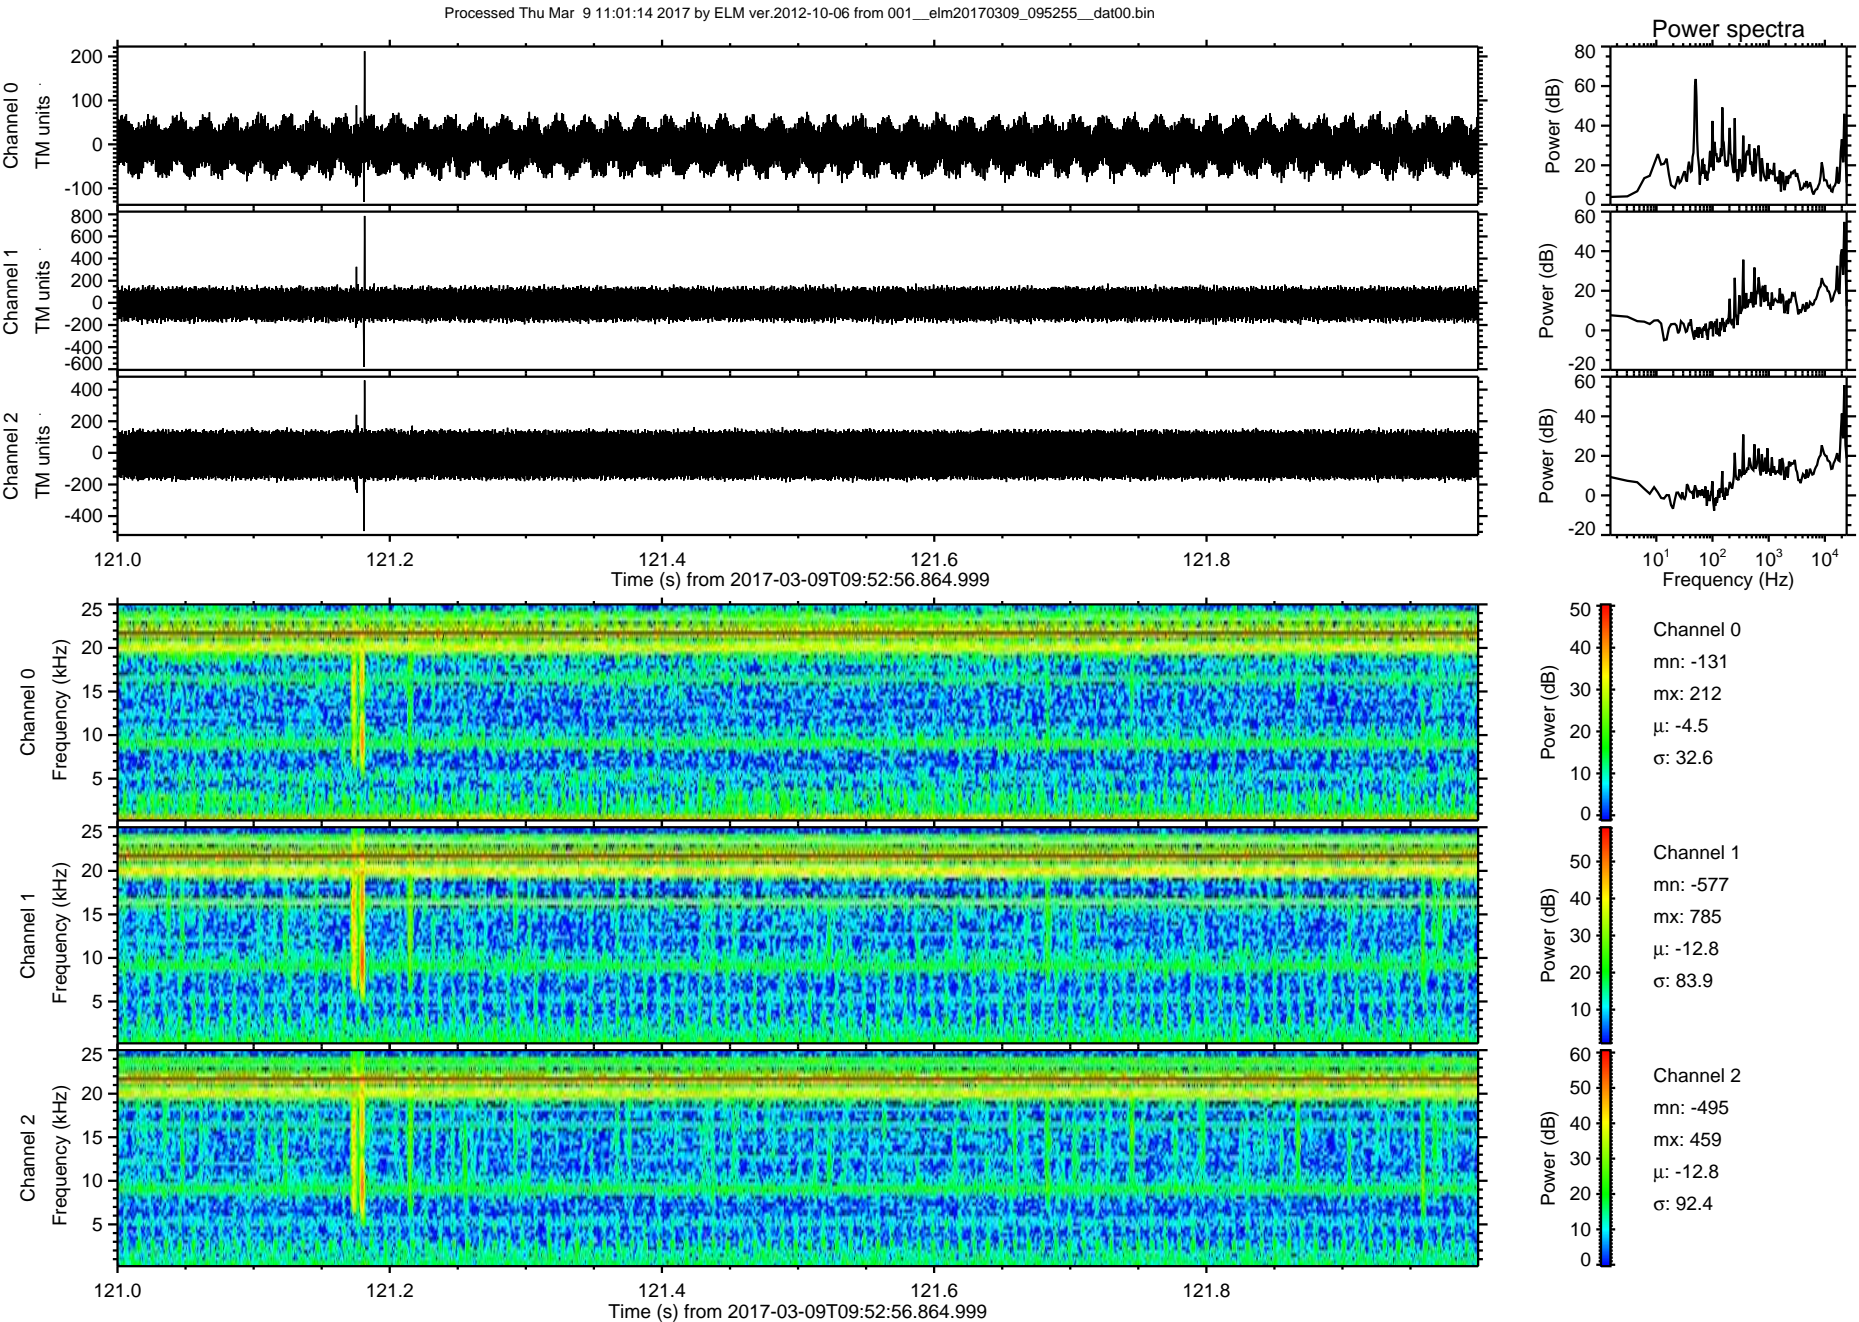 Processed Thu Mar  9 11:01:14 2017 by ELM ver.2012-10-06 from 001__elm20170309_095255__dat00.bin
Power spectra
Channel 0
TM units
200
100
0
-100
Power (dB)
80
60
40
20
0
Channel 1
TM units
800
600
400
200
0
-200
-400
-600
Power (dB)
60
40
20
0
-20
Channel 2
TM units
400
200
0
-200
-400
Power (dB)
60
40
20
0
-20
121.0 121.2 121.4 121.6 121.8
Time (s) from 2017-03-09T09:52:56.864.999
10^1 10^2 10^3 10^4
Frequency (Hz)
Channel 0
Frequency (kHz)
25
20
15
10
5
Power (dB)
50
40
30
20
10
0
Channel 0
mn: -131
mx: 212
μ: -4.5
σ: 32.6
Channel 1
Frequency (kHz)
25
20
15
10
5
Power (dB)
50
40
30
20
10
Channel 1
mn: -577
mx: 785
μ: -12.8
σ: 83.9
Channel 2
Frequency (kHz)
25
20
15
10
5
Power (dB)
60
50
40
30
20
10
0
Channel 2
mn: -495
mx: 459
μ: -12.8
σ: 92.4
121.0 121.2 121.4 121.6 121.8
Time (s) from 2017-03-09T09:52:56.864.999